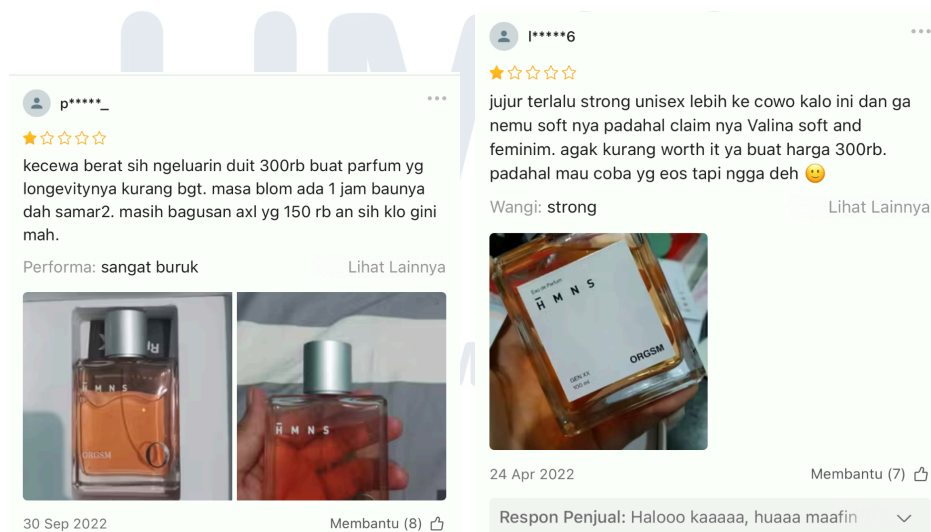 p*****_
kecewa berat sih ngeluarin duit 300rb buat parfum yg
longevitynya kurang bgt. masa blom ada 1 jam baunya
dah samar2. masih bagusan axl yg 150 rb an sih klo gini
mah.
Performa: sangat buruk
Lihat Lainnya
HMNS
ORGSM
O
HMNS
30 Sep 2022
Membantu (8)
l*****6
jujur terlalu strong unisex lebih ke cowo kalo ini dan ga
nemu soft nya padahal claim nya Valina soft and
feminim. agak kurang worth it ya buat harga 300rb.
padahal mau coba yg eos tapi ngga deh 🙂
Wangi: strong
Lihat Lainnya
Eau de Parfum
HMNS
ORGSM
GEN XX
100 ml
24 Apr 2022
Membantu (7)
Respon Penjual: Halooo kaaaaa, huaaa maafin